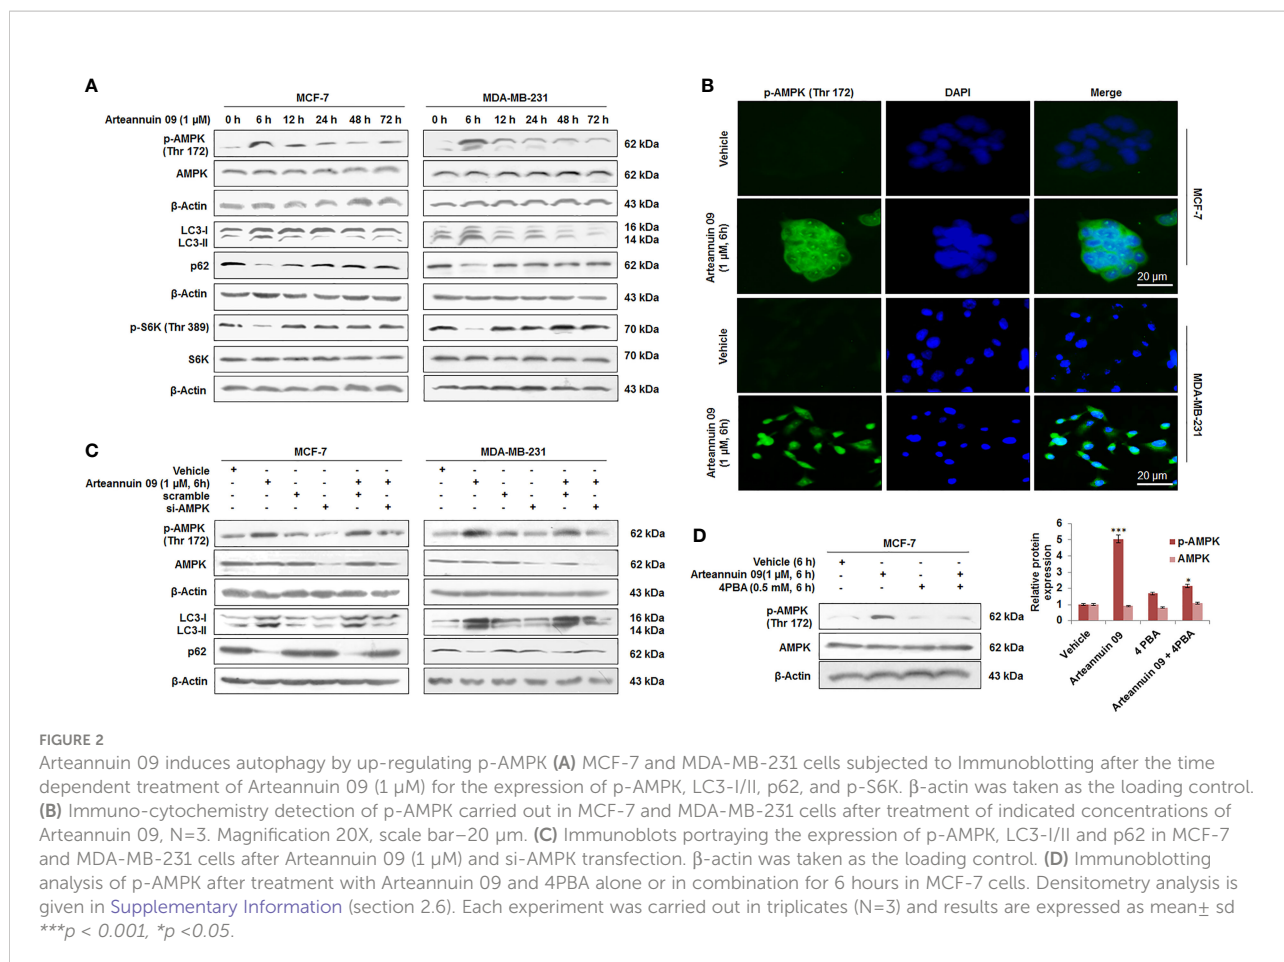 A
MCF-7
MDA-MB-231
Arteannuin 09 (1 µM) 0 h 6 h 12 h 24 h 48 h 72 h 0 h 6 h 12 h 24 h 48 h 72 h
p-AMPK
(Thr 172)
62 kDa
AMPK
62 kDa
β-Actin
43 kDa
LC3-I
16 kDa
LC3-II
14 kDa
p62
62 kDa
β-Actin
43 kDa
p-S6K (Thr 389)
70 kDa
S6K
70 kDa
β-Actin
43 kDa
B
p-AMPK (Thr 172) DAPI Merge
Vehicle
Arteannuin 09
(1 µM, 6h)
20 µm
MCF-7
Vehicle
Arteannuin 09
(1 µM, 6h)
20 µm
MDA-MB-231
C
MCF-7
MDA-MB-231
Vehicle + - - - - - + - - - - -
Arteannuin 09 (1 µM, 6h) - + - - + + - + - - + +
scramble - - + - + - - - + - + -
si-AMPK - - - + - + - - - + - +
p-AMPK
(Thr 172)
62 kDa
AMPK
62 kDa
β-Actin
43 kDa
LC3-I
16 kDa
LC3-II
14 kDa
p62
62 kDa
β-Actin
43 kDa
D
MCF-7
Vehicle (6 h) + - - -
Arteannuin 09(1 µM, 6 h) - + - +
4PBA (0.5 mM, 6 h) - - + +
p-AMPK
(Thr 172)
62 kDa
AMPK
62 kDa
β-Actin
43 kDa
Relative protein
expression
6
5
4
3
2
1
0
***
*
p-AMPK
AMPK
Vehicle
Arteannuin 09
4 PBA
Arteannuin 09 + 4PBA
FIGURE 2
Arteannuin 09 induces autophagy by up-regulating p-AMPK (A) MCF-7 and MDA-MB-231 cells subjected to Immunoblotting after the time
dependent treatment of Arteannuin 09 (1 µM) for the expression of p-AMPK, LC3-I/II, p62, and p-S6K. β-actin was taken as the loading control.
(B) Immuno-cytochemistry detection of p-AMPK carried out in MCF-7 and MDA-MB-231 cells after treatment of indicated concentrations of
Arteannuin 09, N=3. Magnification 20X, scale bar–20 µm. (C) Immunoblots portraying the expression of p-AMPK, LC3-I/II and p62 in MCF-7
and MDA-MB-231 cells after Arteannuin 09 (1 µM) and si-AMPK transfection. β-actin was taken as the loading control. (D) Immunoblotting
analysis of p-AMPK after treatment with Arteannuin 09 and 4PBA alone or in combination for 6 hours in MCF-7 cells. Densitometry analysis is
given in Supplementary Information (section 2.6). Each experiment was carried out in triplicates (N=3) and results are expressed as mean± sd
***p < 0.001, *p <0.05.